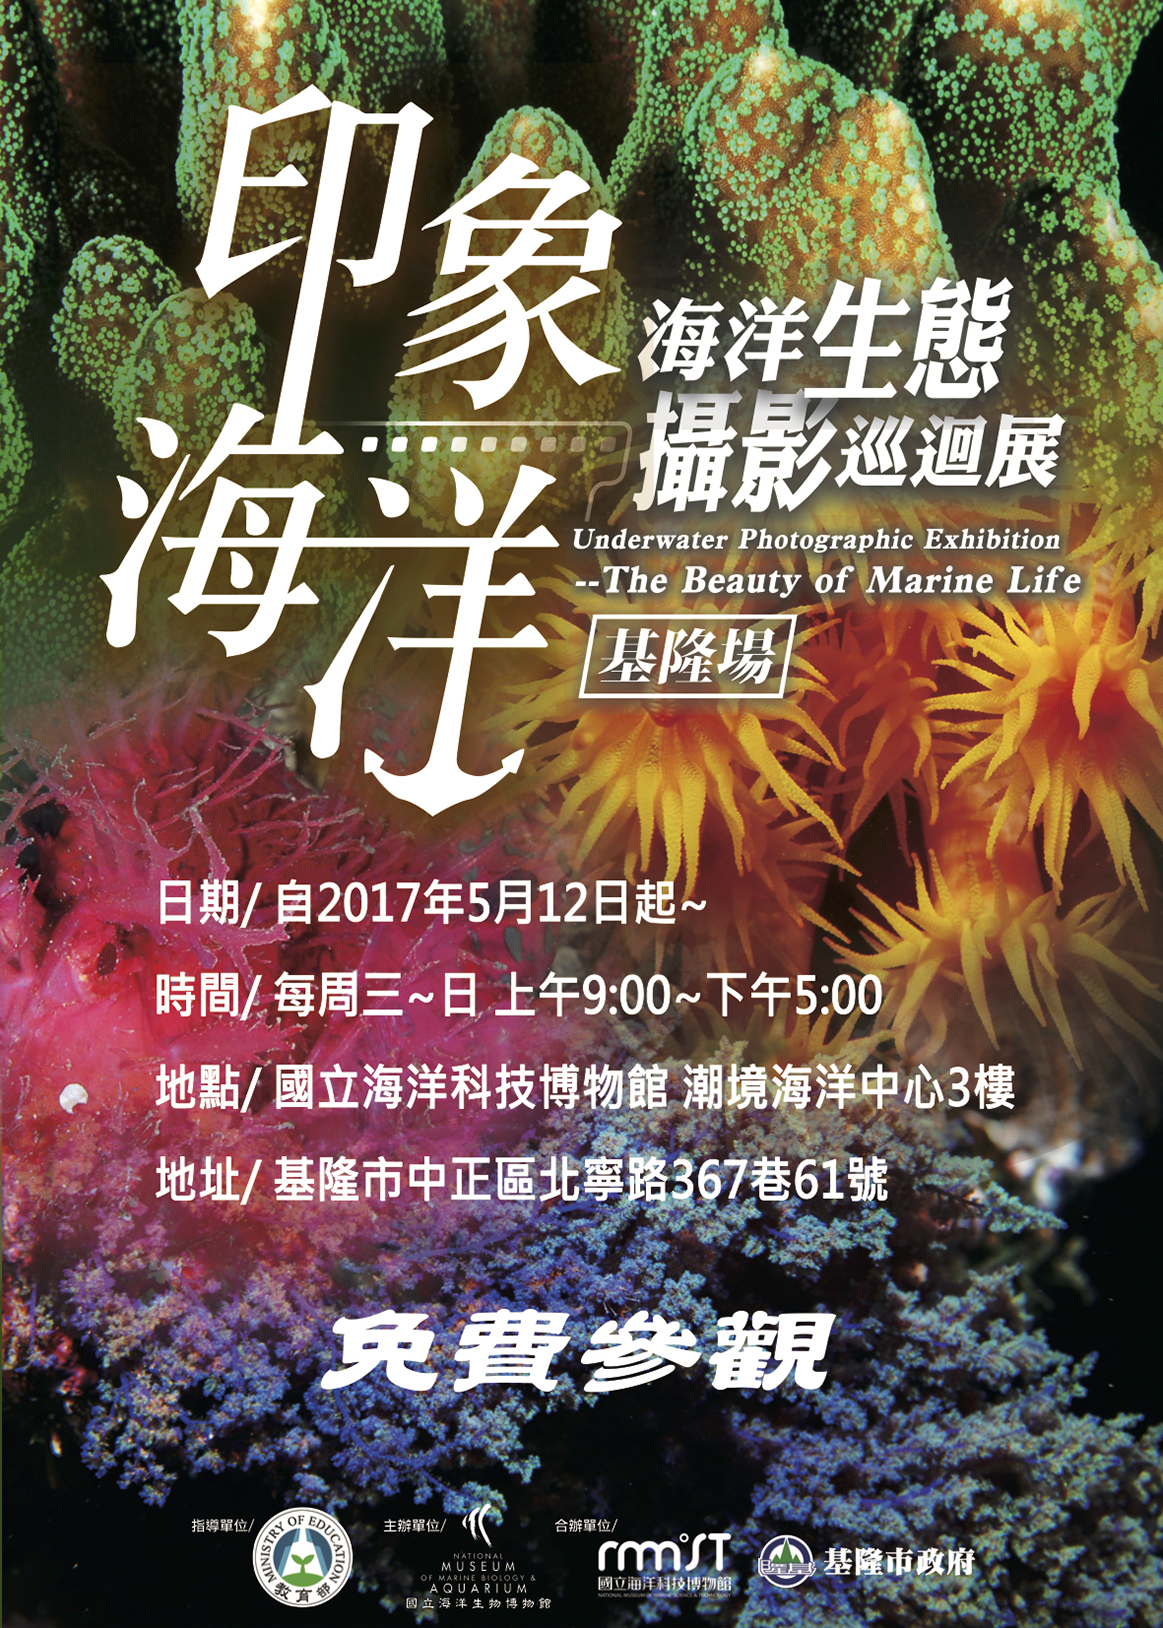 印象
海洋
海洋生態
攝影巡迴展
Underwater Photographic Exhibition
--The Beauty of Marine Life
基隆場
日期/ 自2017年5月12日起~
時間/ 每周三~日 上午9:00~下午5:00
地點/ 國立海洋科技博物館 潮境海洋中心3樓
地址/ 基隆市中正區北寧路367巷61號
免費參觀
指導單位/
MINISTRY OF EDUCATION
教育部
主辦單位/
NATIONAL
MUSEUM
OF MARINE BIOLOGY &
AQUARIUM
國立海洋生物博物館
合辦單位/
國立海洋科技博物館
NATIONAL MUSEUM OF MARINE SCIENCE & TECHNOLOGY
基隆市政府